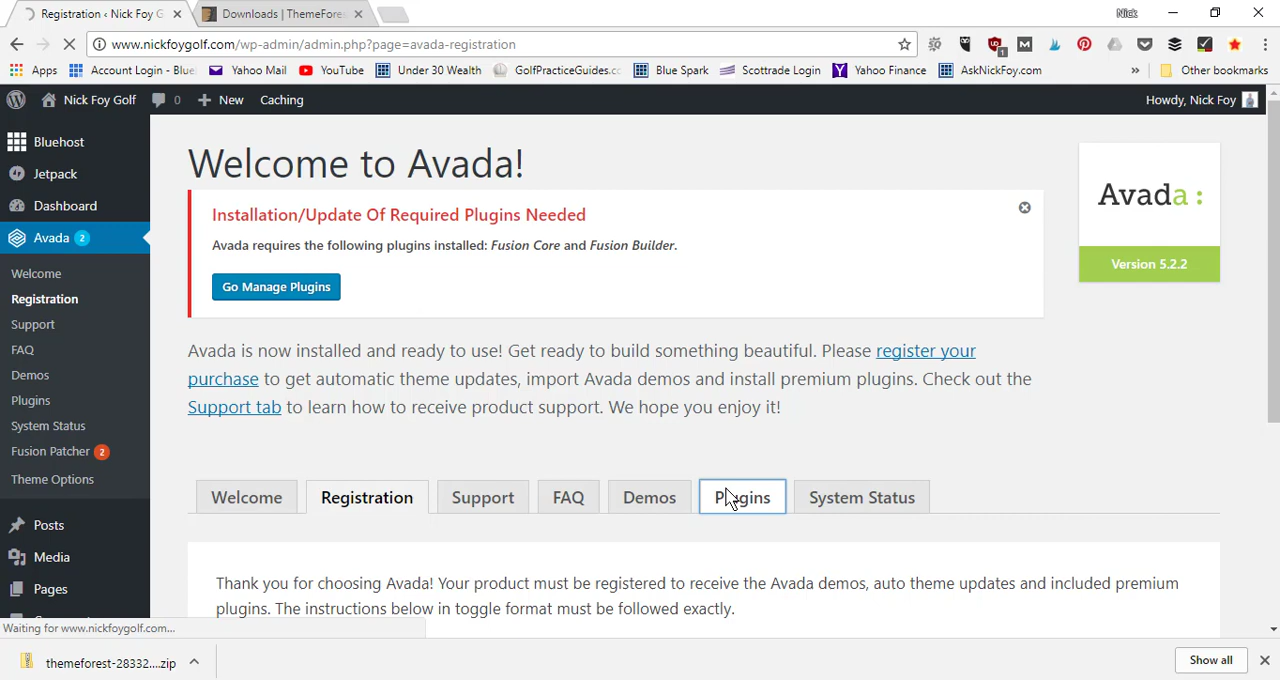 Registration ‹ Nick Foy G
Downloads | ThemeFore
Nick
www.nickfoygolf.com/wp-admin/admin.php?page=avada-registration
Apps
Account Login - Blue
Yahoo Mail
YouTube
Under 30 Wealth
GolfPracticeGuides.cc
Blue Spark
Scottrade Login
Yahoo Finance
AskNickFoy.com
»
Other bookmarks
Nick Foy Golf
0
New
Caching
Howdy, Nick Foy
Bluehost
Jetpack
Dashboard
Avada 2
Welcome
Registration
Support
FAQ
Demos
Plugins
System Status
Fusion Patcher 2
Theme Options
Posts
Media
Pages
Welcome to Avada!
Installation/Update Of Required Plugins Needed
Avada requires the following plugins installed: Fusion Core and Fusion Builder.
Go Manage Plugins
Avada :
Version 5.2.2
Avada is now installed and ready to use! Get ready to build something beautiful. Please register your
purchase to get automatic theme updates, import Avada demos and install premium plugins. Check out the
Support tab to learn how to receive product support. We hope you enjoy it!
Welcome
Registration
Support
FAQ
Demos
Plugins
System Status
Thank you for choosing Avada! Your product must be registered to receive the Avada demos, auto theme updates and included premium
plugins. The instructions below in toggle format must be followed exactly.
Waiting for www.nickfoygolf.com...
themeforest-28332....zip
Show all